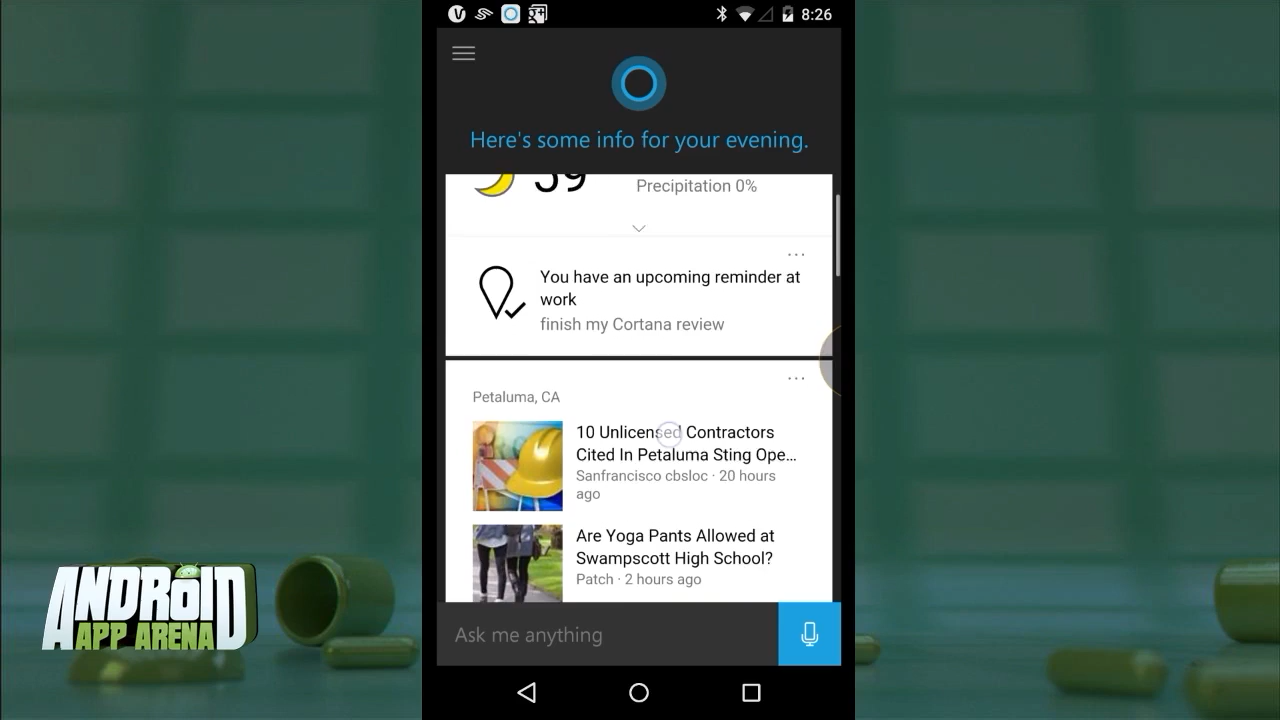 8:26
Here's some info for your evening.
59
Precipitation 0%
You have an upcoming reminder at
work
finish my Cortana review
Petaluma, CA
10 Unlicensed Contractors
Cited In Petaluma Sting Ope...
Sanfrancisco cbsloc · 20 hours
ago
Are Yoga Pants Allowed at
Swampscott High School?
Patch · 2 hours ago
Ask me anything
ANDROID
APP ARENA